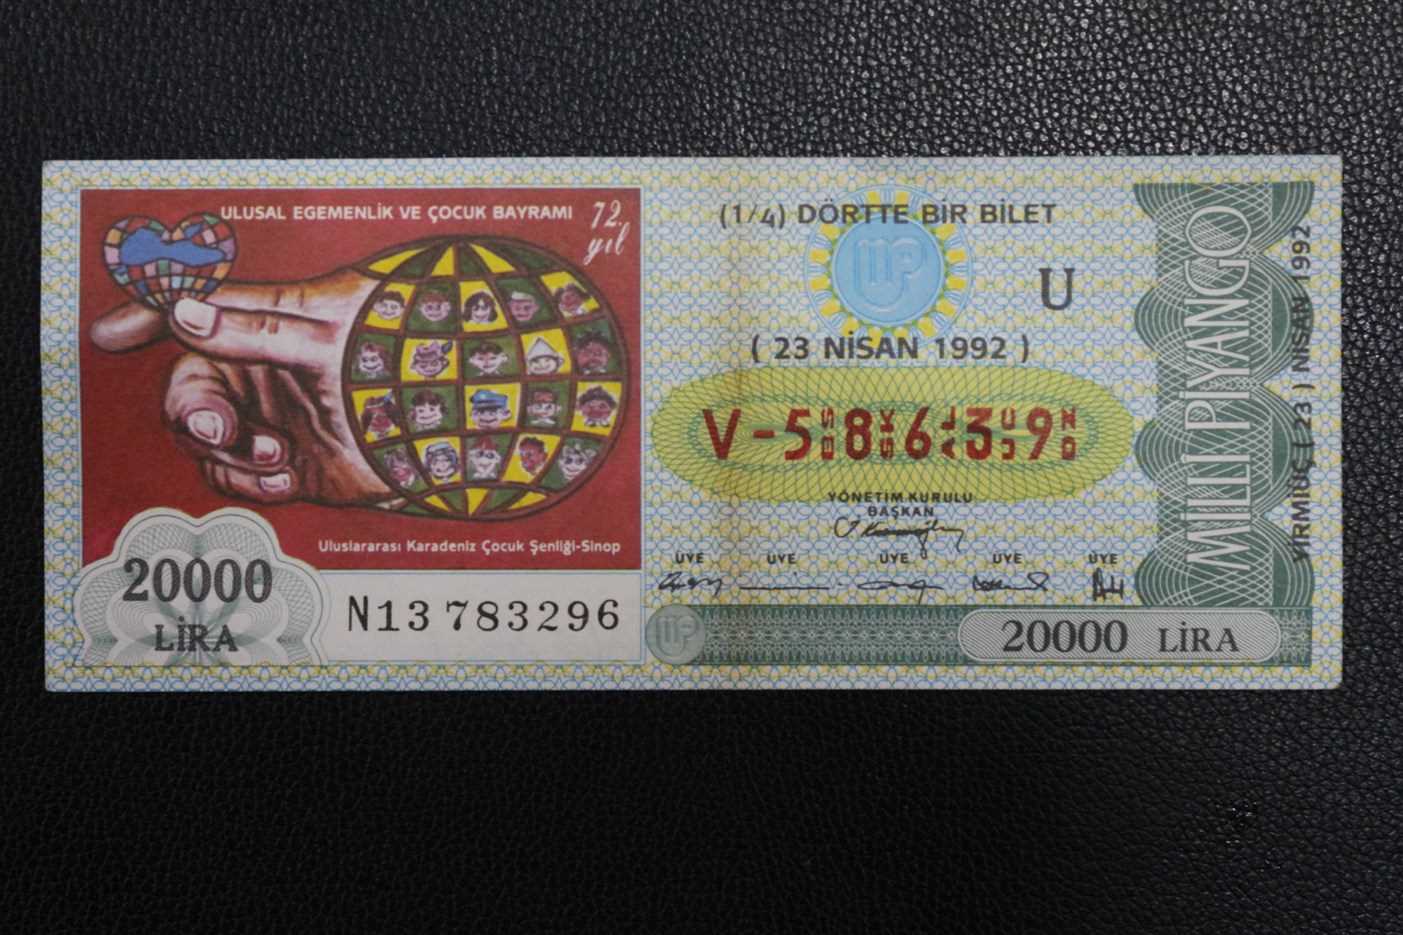 ULUSAL EGEMENLİK VE ÇOCUK BAYRAMI 72. yıl
Uluslararası Karadeniz Çocuk Şenliği-Sinop
20000
LİRA
N13 783296
(1/4) DÖRTTE BİR BİLET
MP
U
( 23 NİSAN 1992 )
V-58639
YÖNETİM KURULU
BAŞKAN
ÜYE ÜYE ÜYE ÜYE ÜYE
MP
20000 LİRA
MİLLİ PİYANGO
YİRMİÜÇ ( 23 ) NİSAN 1992